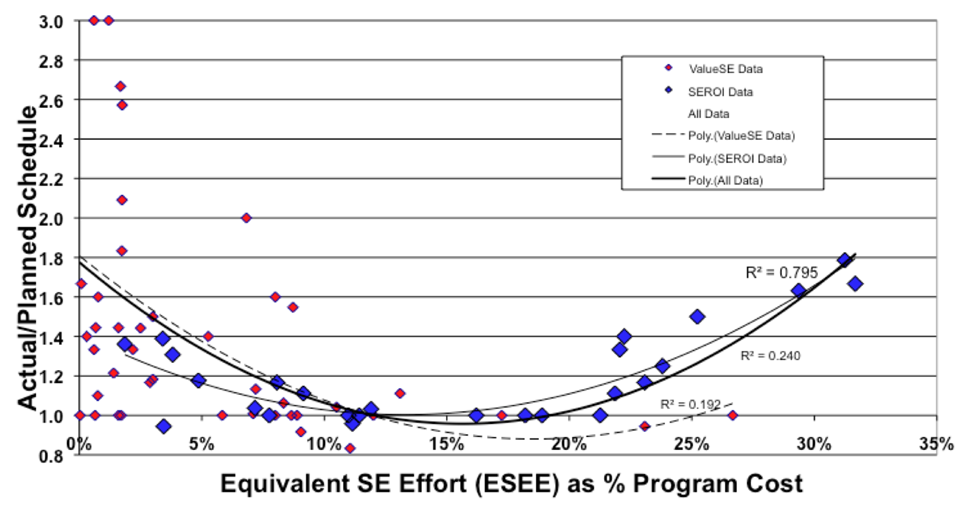 3.0
2.8
2.6
2.4
2.2
2.0
1.8
1.6
1.4
1.2
1.0
0.8
Actual/Planned Schedule
ValueSE Data
SEROI Data
All Data
Poly.(ValueSE Data)
Poly.(SEROI Data)
Poly.(All Data)
R² = 0.795
R² = 0.240
R² = 0.192
0% 5% 10% 15% 20% 25% 30% 35%
Equivalent SE Effort (ESEE) as % Program Cost